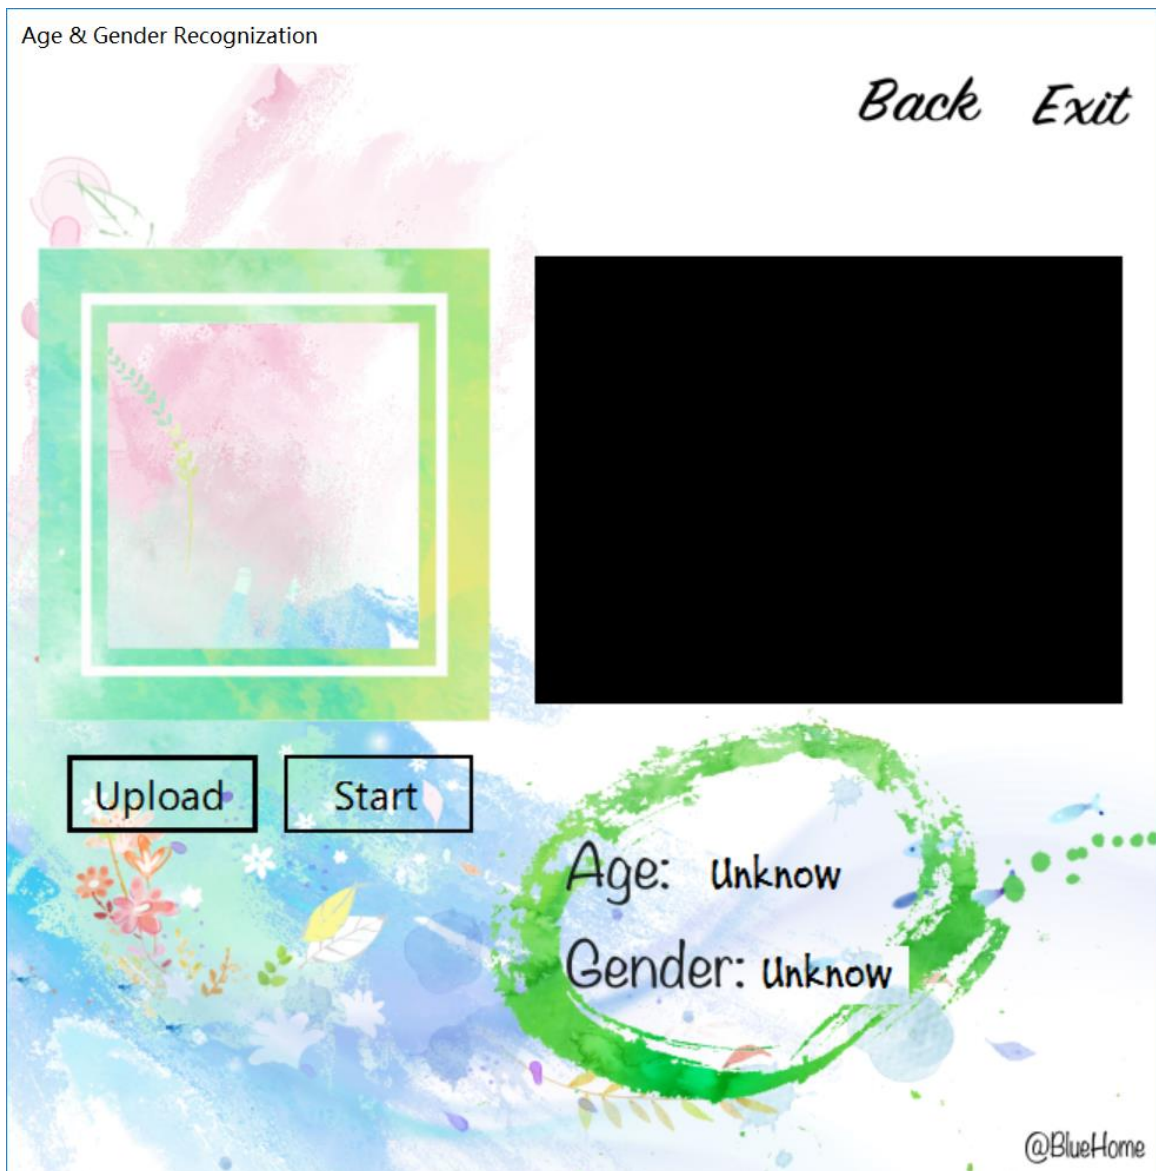 Age & Gender Recognization
Back Exit
Upload Start
Age: Unknow
Gender: Unknow
@BlueHome